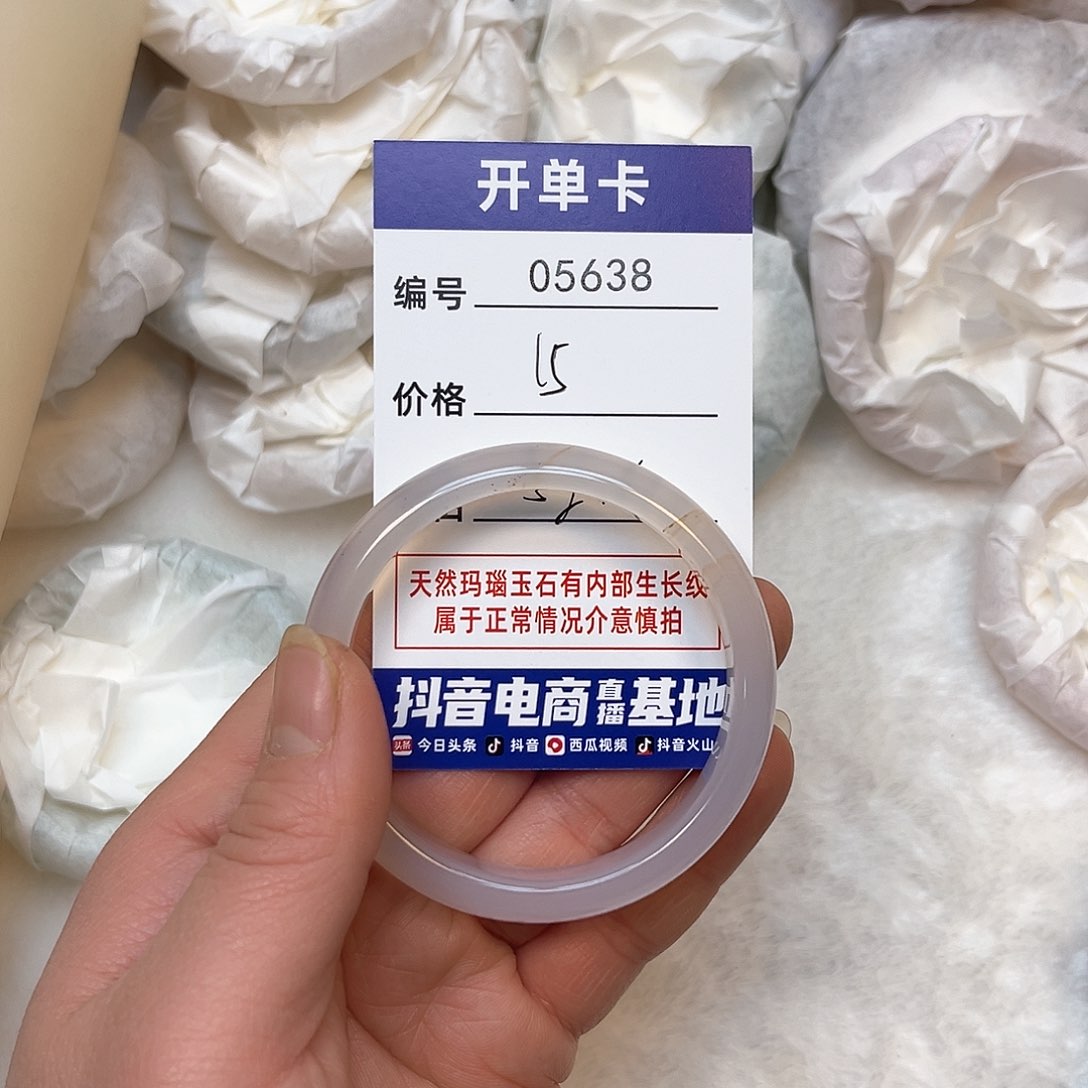 开单卡
编号 05638
价格 15
天然玛瑙玉石有内部生长纹
属于正常情况介意慎拍
抖音电商直播基地
头条 今日头条 抖音 西瓜视频 抖音火山